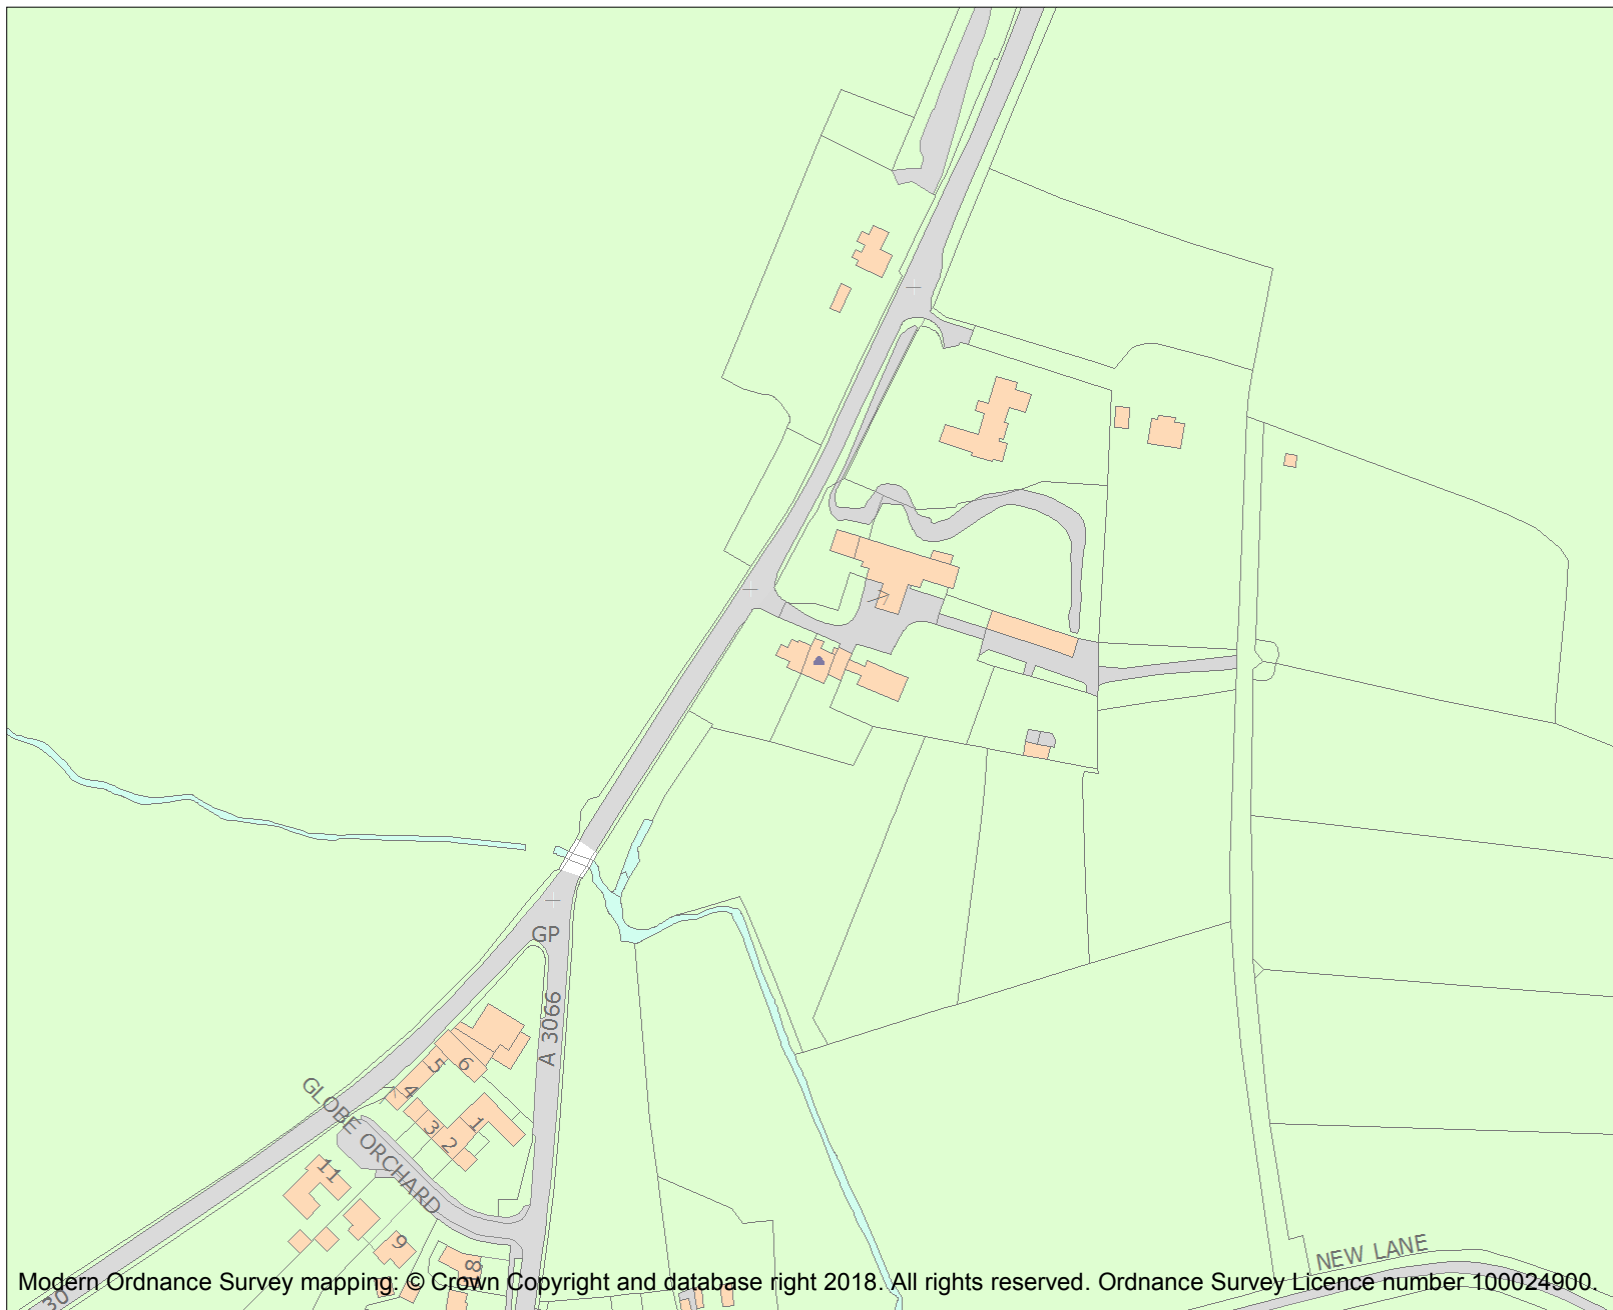 GP
A 3066
5
6
4
GLOBE ORCHARD
3
1
2
11
9
8
NEW LANE
Modern Ordnance Survey mapping: © Crown Copyright and database right 2018. All rights reserved. Ordnance Survey Licence number 100024900.
30